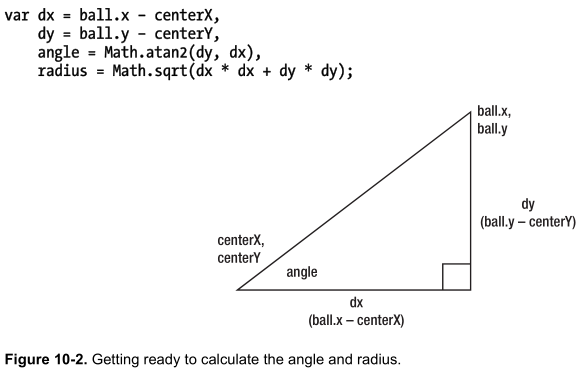 var dx = ball.x - centerX,
dy = ball.y - centerY,
angle = Math.atan2(dy, dx),
radius = Math.sqrt(dx * dx + dy * dy);
ball.x,
ball.y
dy
(ball.y – centerY)
centerX,
centerY
angle
dx
(ball.x – centerX)
Figure 10-2. Getting ready to calculate the angle and radius.